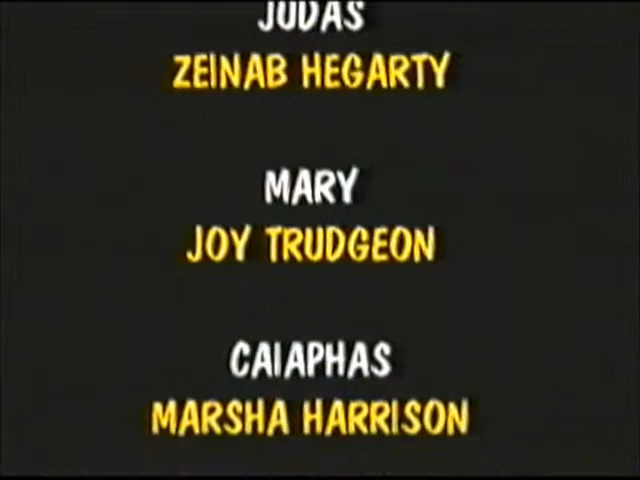 JUDAS
ZEINAB HEGARTY
MARY
JOY TRUDGEON
CAIAPHAS
MARSHA HARRISON